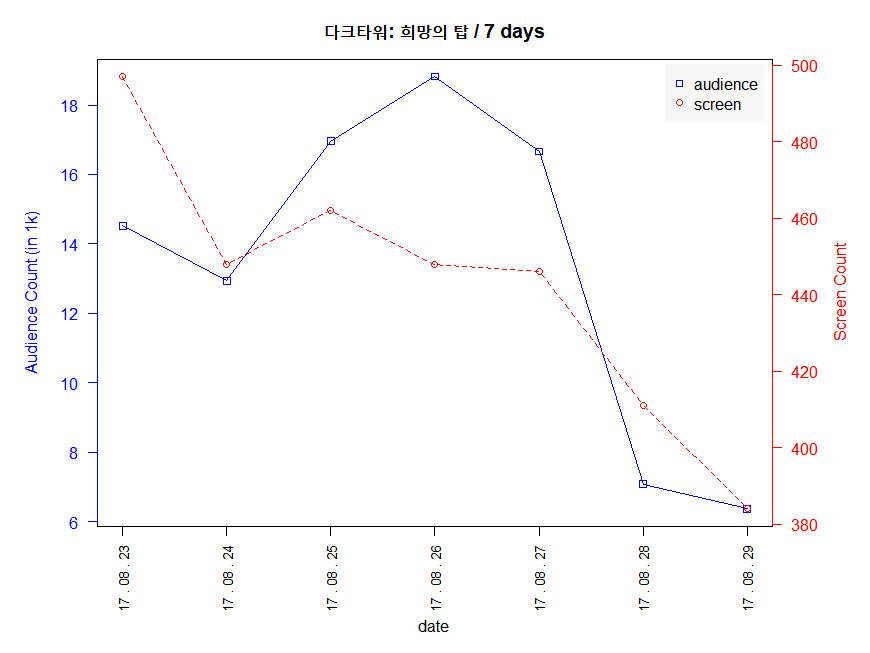 다크타워: 희망의 탑 / 7 days
audience
screen
Audience Count (in 1k)
18
16
14
12
10
8
6
Screen Count
500
480
460
440
420
400
380
17 . 08 . 23
17 . 08 . 24
17 . 08 . 25
17 . 08 . 26
17 . 08 . 27
17 . 08 . 28
17 . 08 . 29
date